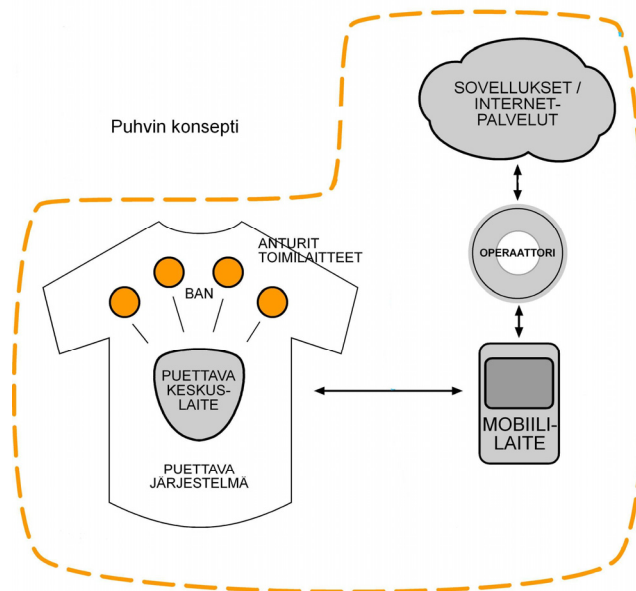 SOVELLUKSET /
INTERNET-
PALVELUT
Puhvin konsepti
OPERAATTORI
ANTURIT
TOIMILAITTEET
BAN
PUETTAVA
KESKUS-
LAITE
MOBIILI-
LAITE
PUETTAVA
JÄRJESTELMÄ